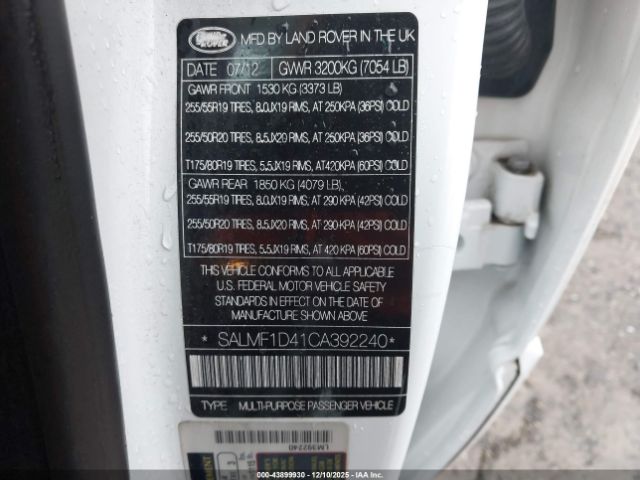 LAND ROVER
MFD BY LAND ROVER IN THE UK
DATE 07/12 GVWR 3200KG (7054 LB)
GAWR FRONT 1530 KG (3373 LB)
255/55R19 TIRES, 8.0JX19 RIMS, AT 250KPA (36PSI) COLD
255/50R20 TIRES, 8.5JX20 RIMS, AT 250KPA (36PSI) COLD
T175/80R19 TIRES, 5.5JX19 RIMS, AT 420KPA (60PSI) COLD
GAWR REAR 1850 KG (4079 LB)
255/55R19 TIRES, 8.0JX19 RIMS, AT 290 KPA (42PSI) COLD
255/50R20 TIRES, 8.5JX20 RIMS, AT 290 KPA (42PSI) COLD
T175/80R19 TIRES, 5.5JX19 RIMS, AT 420 KPA (60PSI) COLD
THIS VEHICLE CONFORMS TO ALL APPLICABLE
U.S. FEDERAL MOTOR VEHICLE SAFETY
STANDARDS IN EFFECT ON THE DATE OF
MANUFACTURE SHOWN ABOVE.
* SALMF1D41CA392240 *
TYPE MULTI-PURPOSE PASSENGER VEHICLE
LM392240
COPART: 00-43899930 - 12/10/2025 - USA